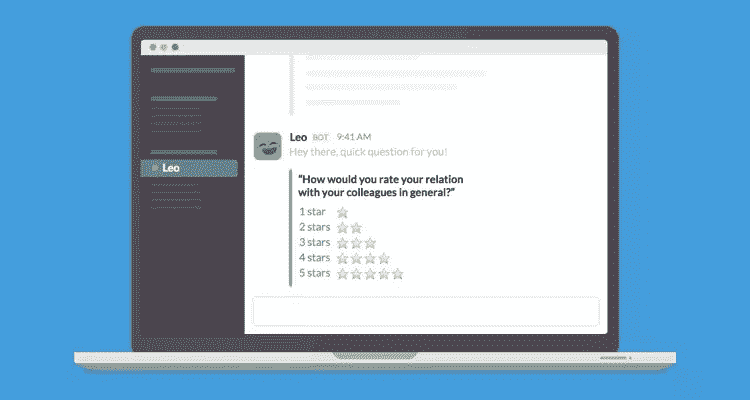 Leo
Leo BOT 9:41 AM
Hey there, quick question for you!
“How would you rate your relation
with your colleagues in general?”
1 star
2 stars
3 stars
4 stars
5 stars